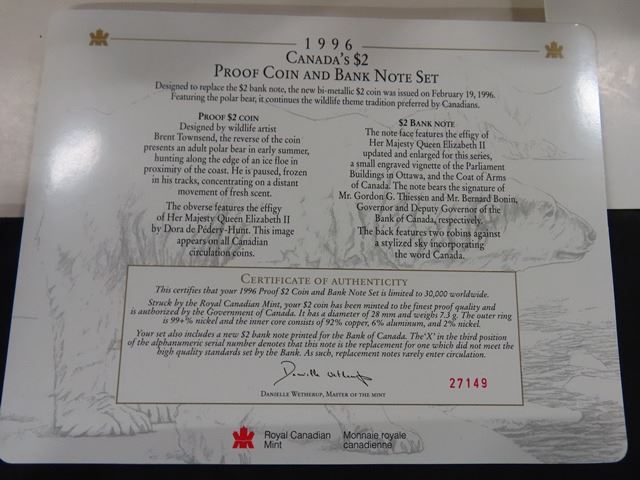 1996
CANADA'S $2
PROOF COIN AND BANK NOTE SET
Designed to replace the $2 bank note, the new bi-metallic $2 coin was issued on February 19, 1996.
Featuring the polar bear, it continues the wildlife theme tradition preferred by Canadians.
PROOF $2 COIN
Designed by wildlife artist
Brent Townsend, the reverse of the coin
presents an adult polar bear in early summer,
hunting along the edge of an ice floe in
proximity of the coast. He is paused, frozen
in his tracks, concentrating on a distant
movement of fresh scent.
The obverse features the effigy
of Her Majesty Queen Elizabeth II
by Dora de Pédery-Hunt. This image
appears on all Canadian
circulation coins.
$2 BANK NOTE
The note face features the effigy of
Her Majesty Queen Elizabeth II
updated and enlarged for this series,
a small engraved vignette of the Parliament
Buildings in Ottawa, and the Coat of Arms
of Canada. The note bears the signature of
Mr. Gordon G. Thiessen and Mr. Bernard Bonin,
Governor and Deputy Governor of the
Bank of Canada, respectively.
The back features two robins against
a stylized sky incorporating
the word Canada.
CERTIFICATE OF AUTHENTICITY
This certifies that your 1996 Proof $2 Coin and Bank Note Set is limited to 30,000 worldwide.
Struck by the Royal Canadian Mint, your $2 coin has been minted to the finest proof quality and
is authorized by the Government of Canada. It has a diameter of 28 mm and weighs 7.3 g. The outer ring
is 99+% nickel and the inner core consists of 92% copper, 6% aluminum, and 2% nickel.
Your set also includes a new $2 bank note printed for the Bank of Canada. The 'X' in the third position
of the alphanumeric serial number denotes that this note is the replacement for one which did not meet the
high quality standards set by the Bank. As such, replacement notes rarely enter circulation.
Danielle Wetherup
27149
DANIELLE WETHERUP, MASTER OF THE MINT
Royal Canadian Mint
Monnaie royale canadienne